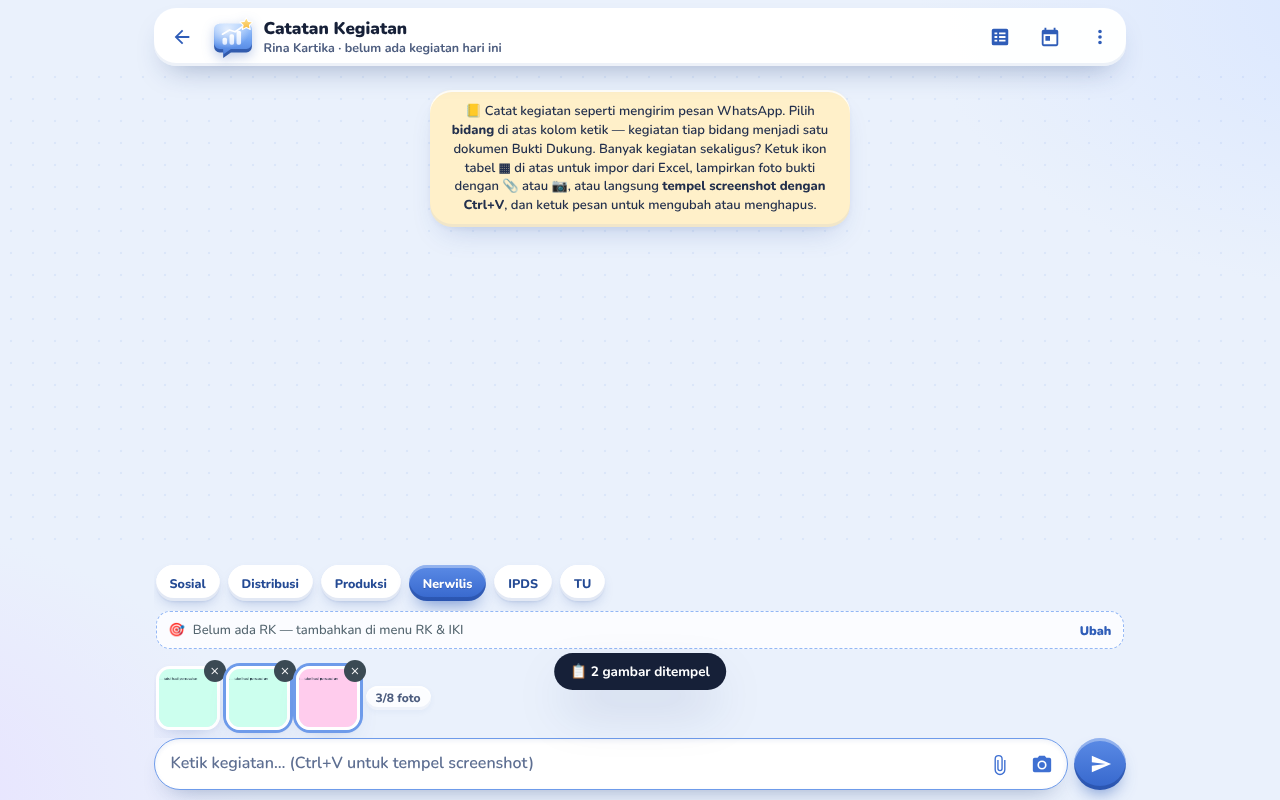 Catatan Kegiatan
Rina Kartika · belum ada kegiatan hari ini
📒 Catat kegiatan seperti mengirim pesan WhatsApp. Pilih
bidang di atas kolom ketik — kegiatan tiap bidang menjadi satu
dokumen Bukti Dukung. Banyak kegiatan sekaligus? Ketuk ikon
tabel ▦ di atas untuk impor dari Excel, lampirkan foto bukti
dengan 📎 atau 📷, atau langsung tempel screenshot dengan
Ctrl+V, dan ketuk pesan untuk mengubah atau menghapus.
Sosial
Distribusi
Produksi
Nerwilis
IPDS
TU
🎯 Belum ada RK — tambahkan di menu RK & IKI
Ubah
📋 2 gambar ditempel
3/8 foto
Ketik kegiatan... (Ctrl+V untuk tempel screenshot)